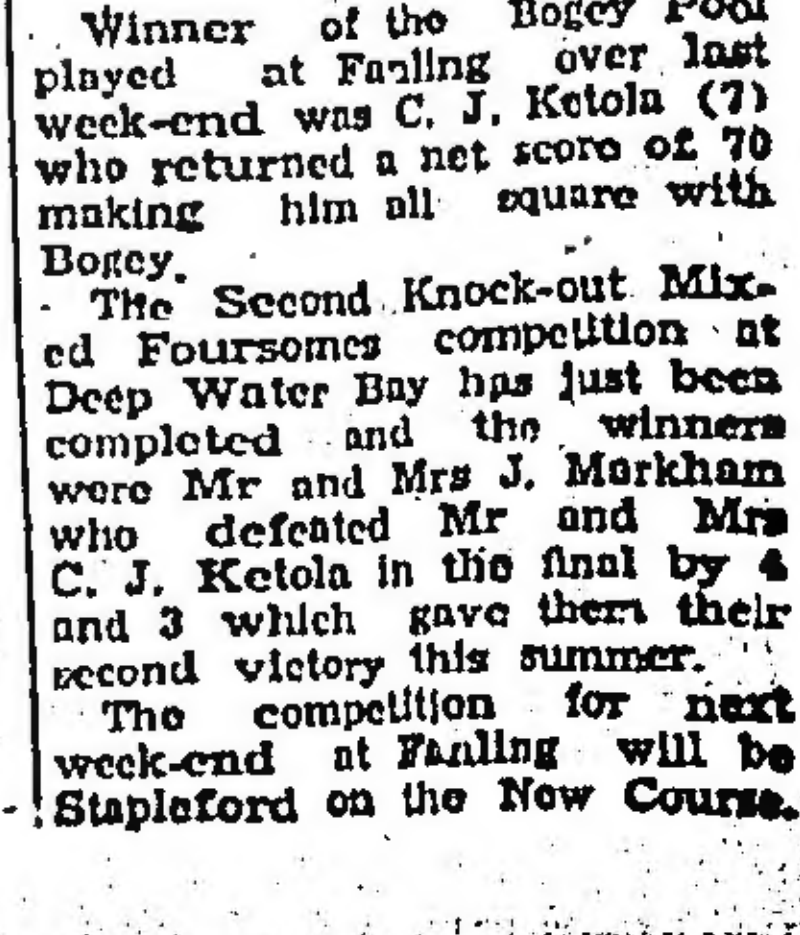 Winner of the Bogey Pool
played at Fanling over last
week-end was C. J. Ketola (7)
who returned a net score of 70
making him all square with
Bogey.
The Second Knock-out Mix-
ed Foursomes competition at
Deep Water Bay has just been
completed and the winners
were Mr and Mrs J. Markham
who defeated Mr and Mrs
C. J. Ketola in the final by 4
and 3 which gave them their
second victory this summer.
The competition for next
week-end at Fanling will be
Stapleford on the New Course.